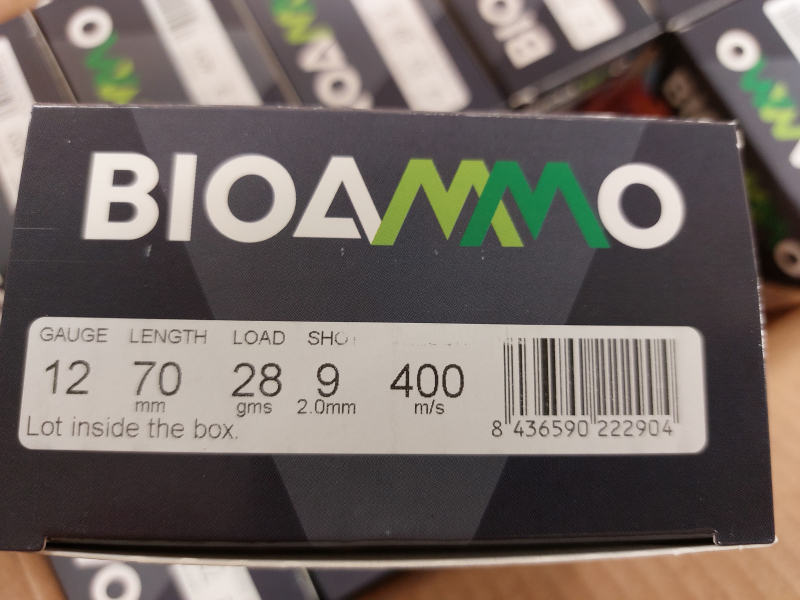 BIOAMMO
GAUGE LENGTH LOAD SHOT
12 70 28 9 400
mm gms 2.0mm m/s
Lot inside the box.
8 436590 222904